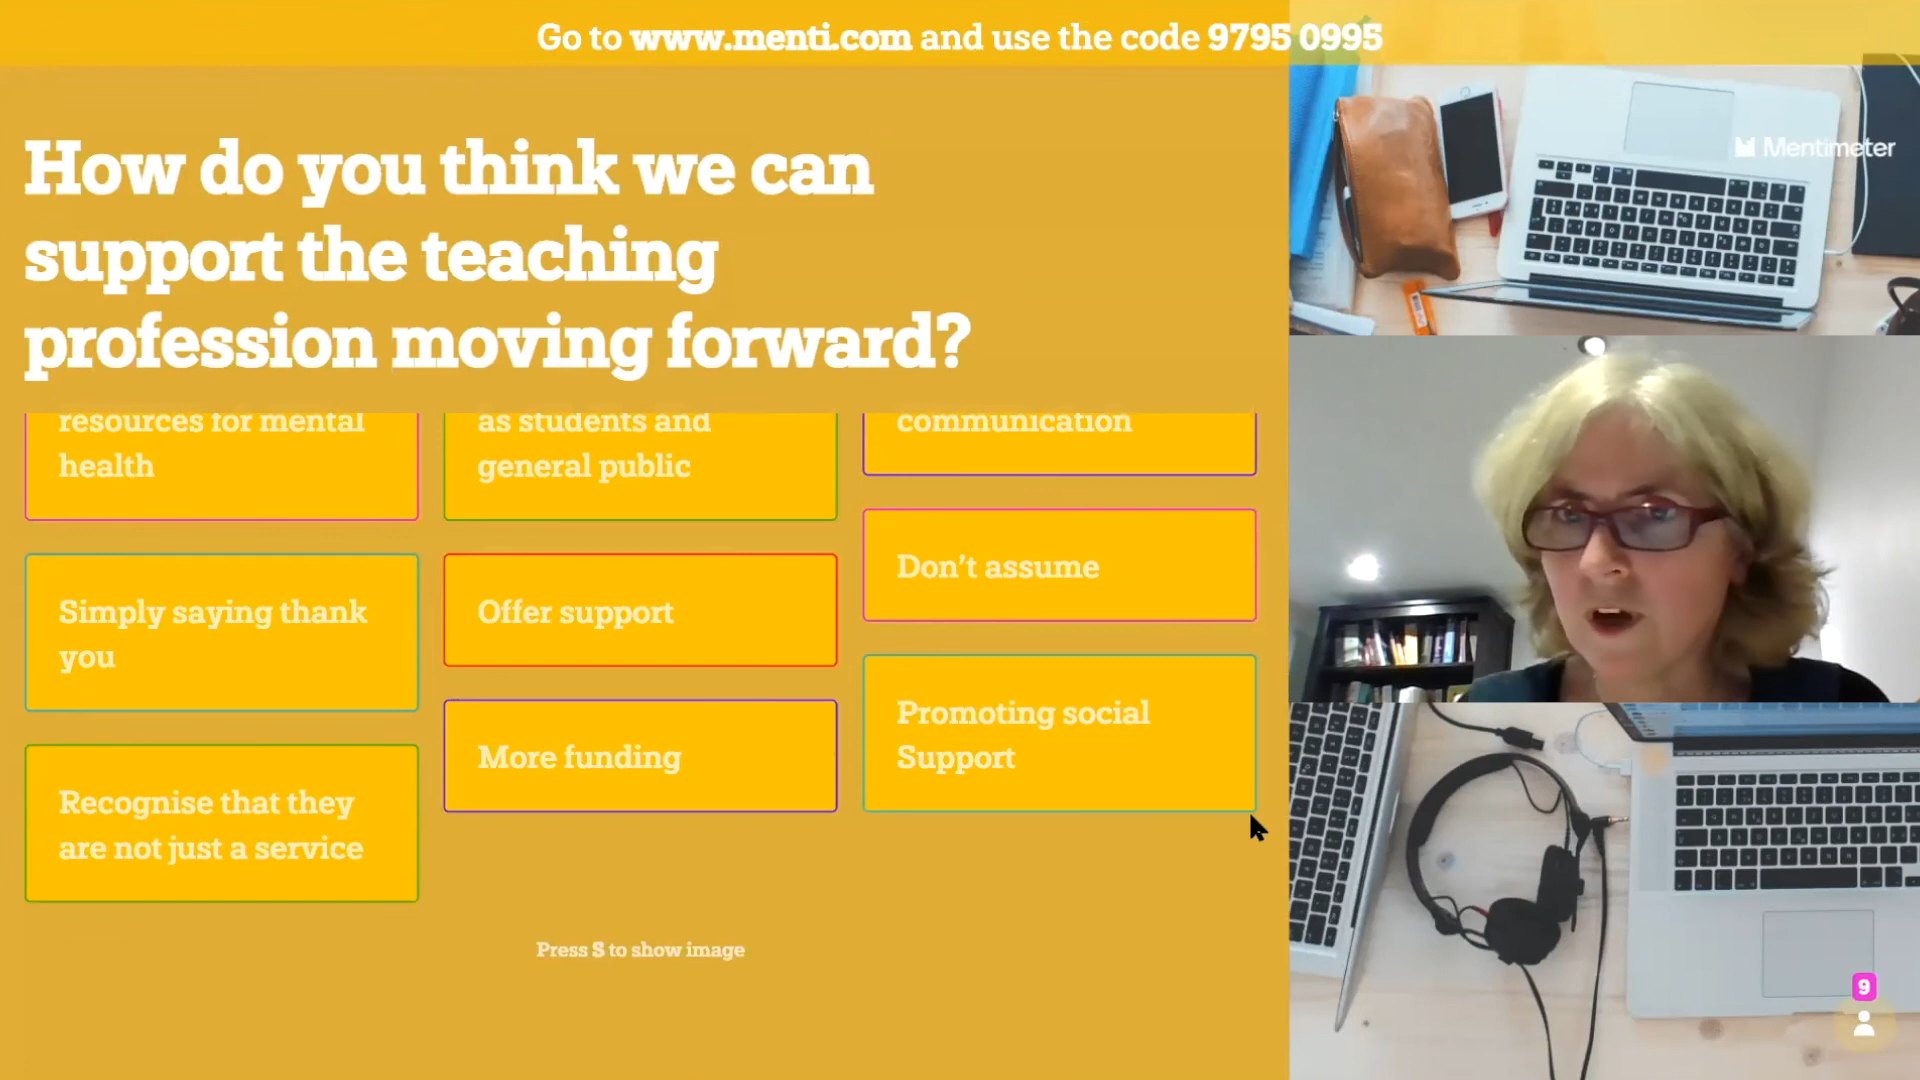 Go to www.menti.com and use the code 9795 0995
Mentimeter
How do you think we can
support the teaching
profession moving forward?
resources for mental
health
as students and
general public
communication
Simply saying thank
you
Offer support
Don't assume
Recognise that they
are not just a service
More funding
Promoting social
Support
Press S to show image
9